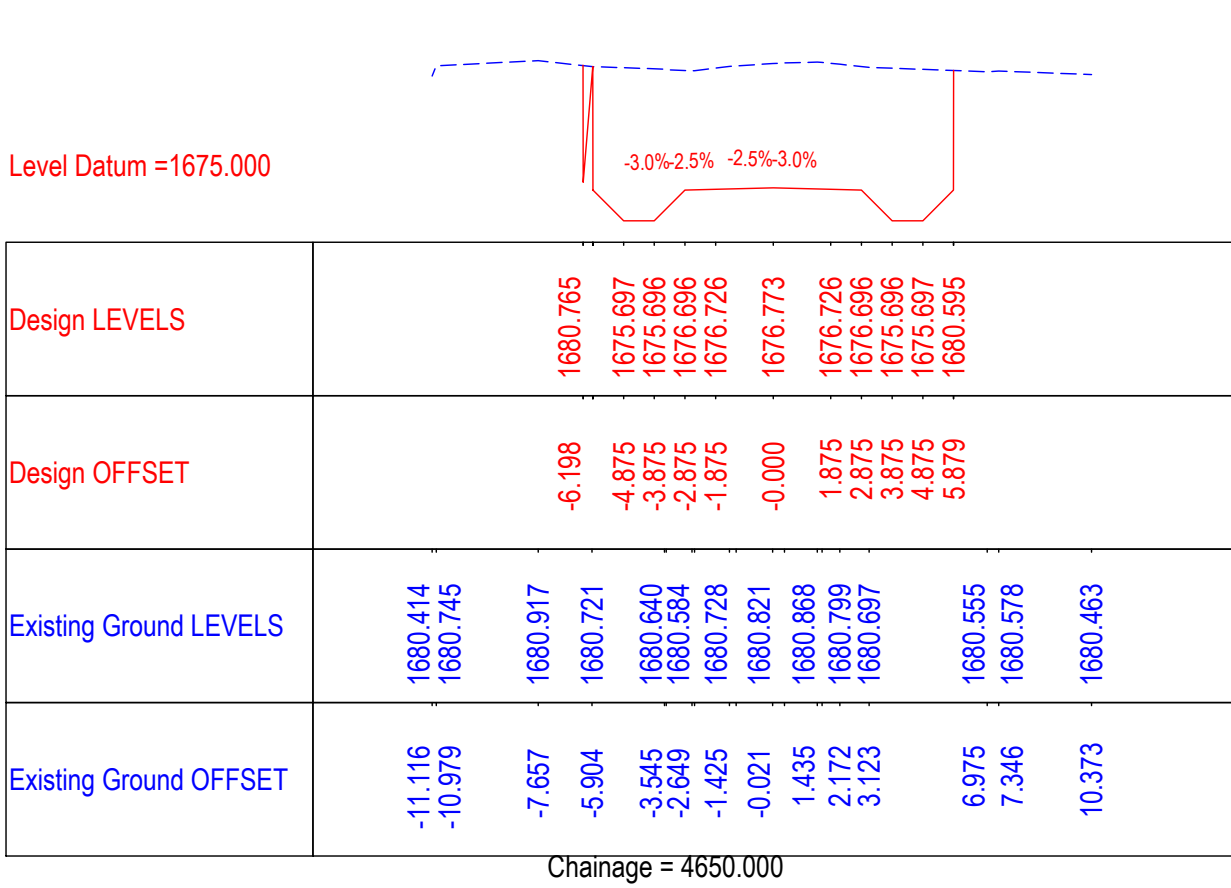 Level Datum =1675.000
-3.0%-2.5% -2.5%-3.0%
Design LEVELS 1680.765 1675.697 1675.696 1676.696 1676.726 1676.773 1676.726 1676.696 1675.696 1675.697 1680.595
Design OFFSET -6.198 -4.875 -3.875 -2.875 -1.875 -0.000 1.875 2.875 3.875 4.875 5.879
Existing Ground LEVELS 1680.414 1680.745 1680.917 1680.721 1680.640 1680.584 1680.728 1680.821 1680.868 1680.799 1680.697 1680.555 1680.578 1680.463
Existing Ground OFFSET -11.116 -10.979 -7.657 -5.904 -3.545 -2.649 -1.425 -0.021 1.435 2.172 3.123 6.975 7.346 10.373
Chainage = 4650.000